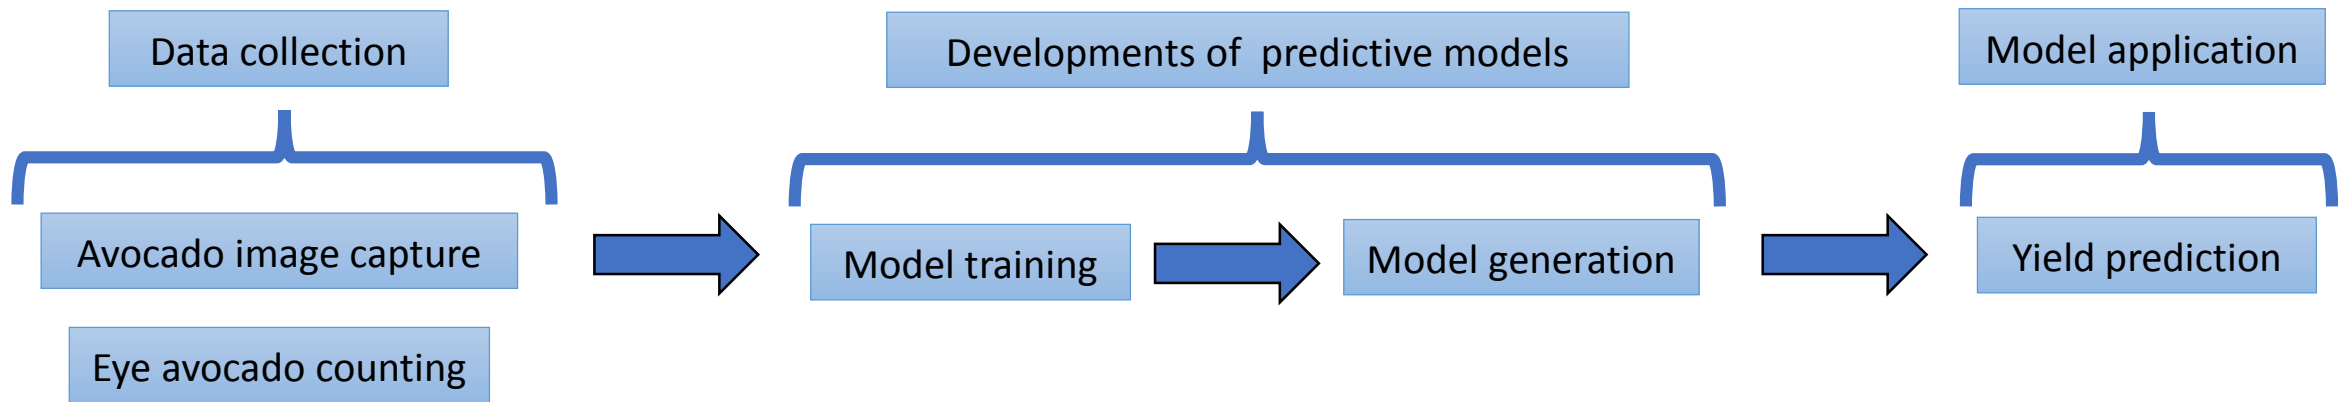 Data collection
Developments of  predictive models
Model application
Avocado image capture
Model training
Model generation
Yield prediction
Eye avocado counting